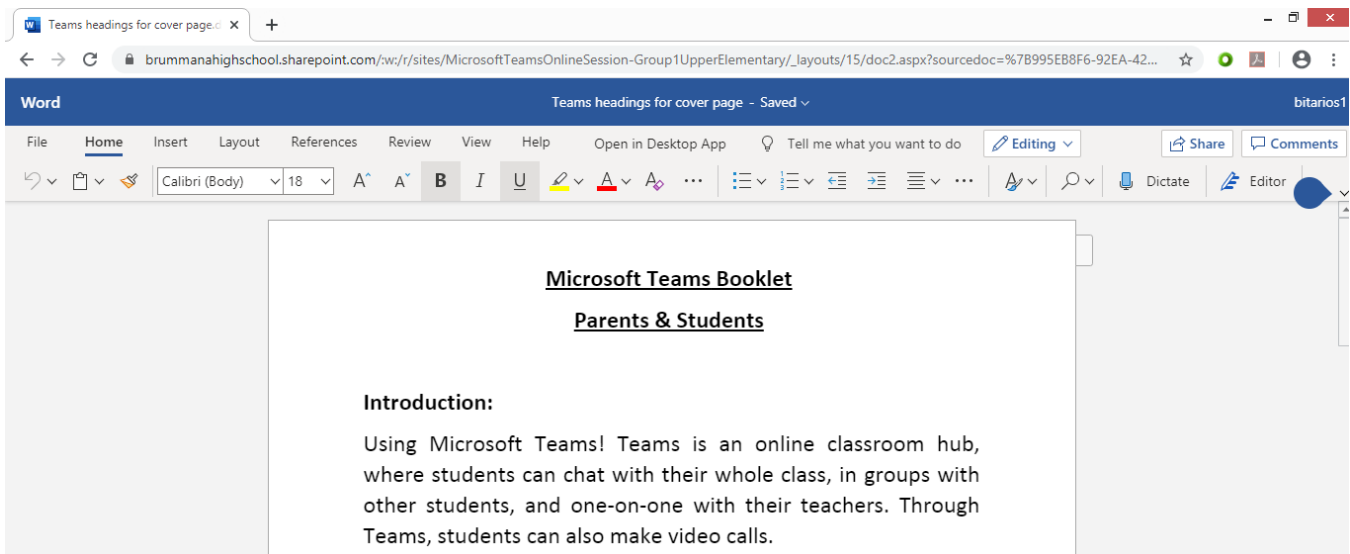 Teams headings for cover page.d
brummanahighschool.sharepoint.com/:w:/r/sites/MicrosoftTeamsOnlineSession-Group1UpperElementary/_layouts/15/doc2.aspx?sourcedoc=%7B995EB8F6-92EA-42...
Word Teams headings for cover page - Saved bitarios1
File Home Insert Layout References Review View Help Open in Desktop App Tell me what you want to do Editing Share Comments
Calibri (Body) 18 A A B I U A A Dictate Editor
Microsoft Teams Booklet
Parents & Students
Introduction:
Using Microsoft Teams! Teams is an online classroom hub,
where students can chat with their whole class, in groups with
other students, and one-on-one with their teachers. Through
Teams, students can also make video calls.